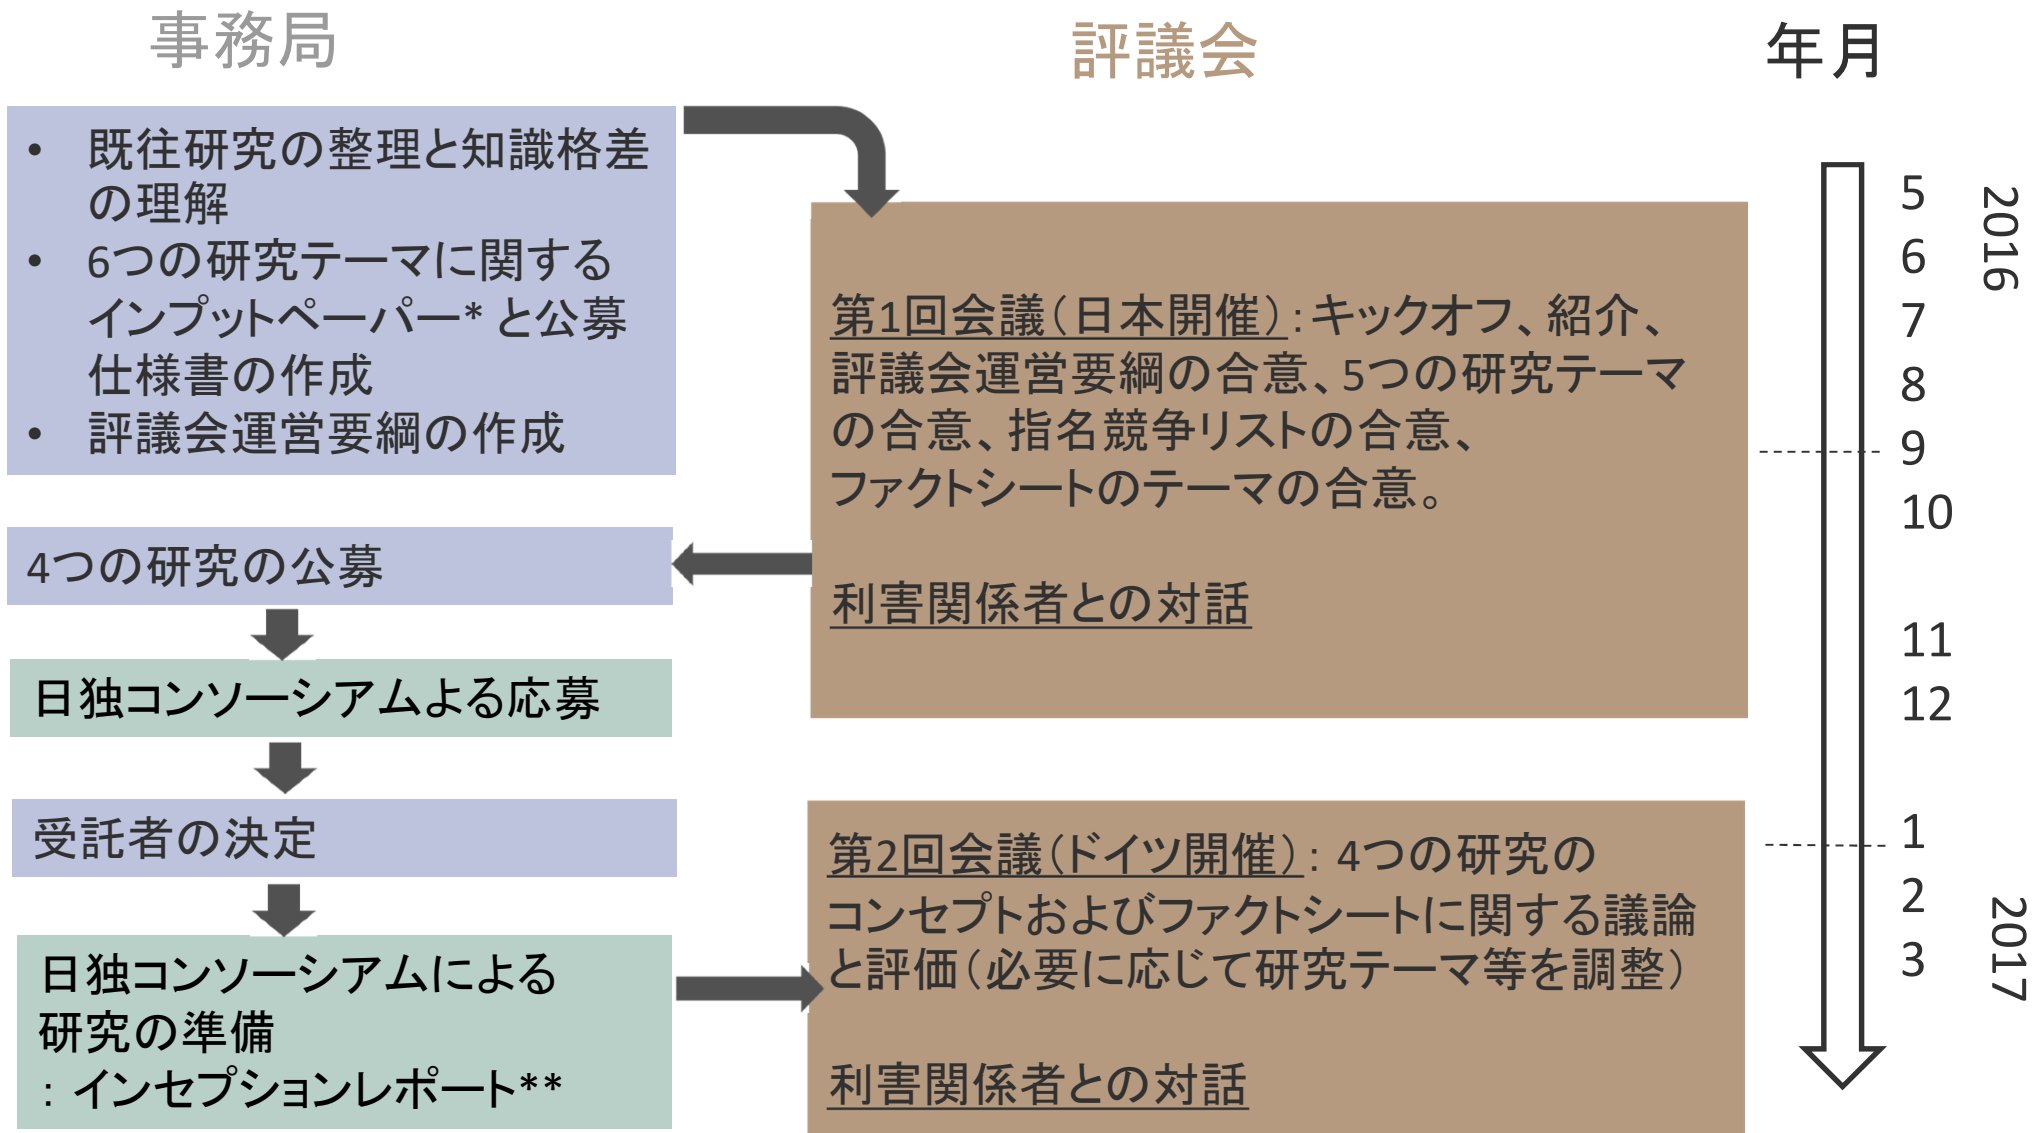 事務局
評議会
年月
• 既往研究の整理と知識格差
の理解
• 6つの研究テーマに関する
インプットペーパー* と公募
仕様書の作成
• 評議会運営要綱の作成
第1回会議（日本開催）: キックオフ、紹介、
評議会運営要綱の合意、5つの研究テーマ
の合意、指名競争リストの合意、
ファクトシートのテーマの合意。
利害関係者との対話
4つの研究の公募
日独コンソーシアムよる応募
受託者の決定
日独コンソーシアムによる
研究の準備
: インセプションレポート**
第2回会議（ドイツ開催）: 4つの研究の
コンセプトおよびファクトシートに関する議論
と評価（必要に応じて研究テーマ等を調整）
利害関係者との対話
5
6
7
8
9
10
11
12
1
2
3
2016
2017